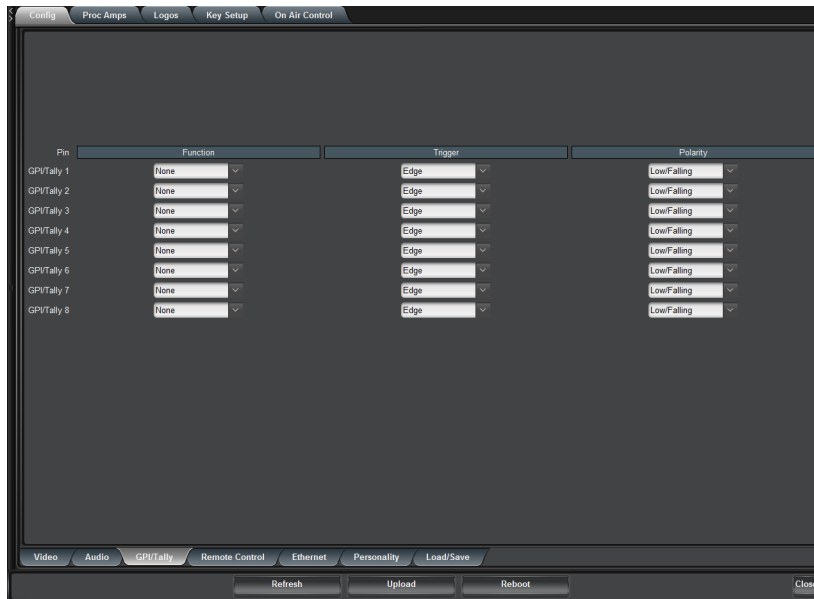 Config Proc Amps Logos Key Setup On Air Control
Pin Function Trigger Polarity
GPI/Tally 1 None Edge Low/Falling
GPI/Tally 2 None Edge Low/Falling
GPI/Tally 3 None Edge Low/Falling
GPI/Tally 4 None Edge Low/Falling
GPI/Tally 5 None Edge Low/Falling
GPI/Tally 6 None Edge Low/Falling
GPI/Tally 7 None Edge Low/Falling
GPI/Tally 8 None Edge Low/Falling
Video Audio GPI/Tally Remote Control Ethernet Personality Load/Save
Refresh Upload Reboot Close